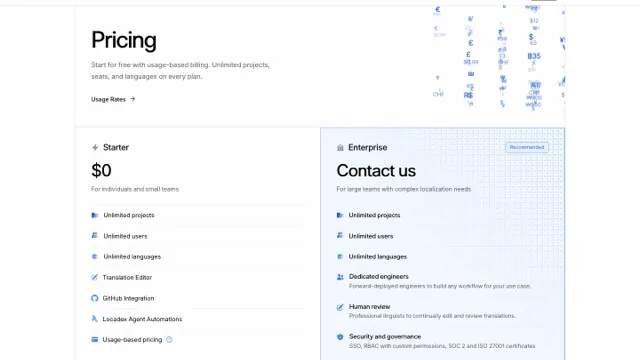 Pricing
Start for free with usage-based billing. Unlimited projects,
seats, and languages on every plan.
Usage Rates →
Starter
$0
For individuals and small teams
Unlimited projects
Unlimited users
Unlimited languages
Translation Editor
GitHub Integration
Locadex Agent Automations
Usage-based pricing
Enterprise
Recommended
Contact us
For large teams with complex localization needs
Unlimited projects
Unlimited users
Unlimited languages
Dedicated engineers
Forward-deployed engineers to build any workflow for your use case.
Human review
Professional linguists to continually edit and review translations.
Security and governance
SSO, RBAC with custom permissions, SOC 2 and ISO 27001 certificates